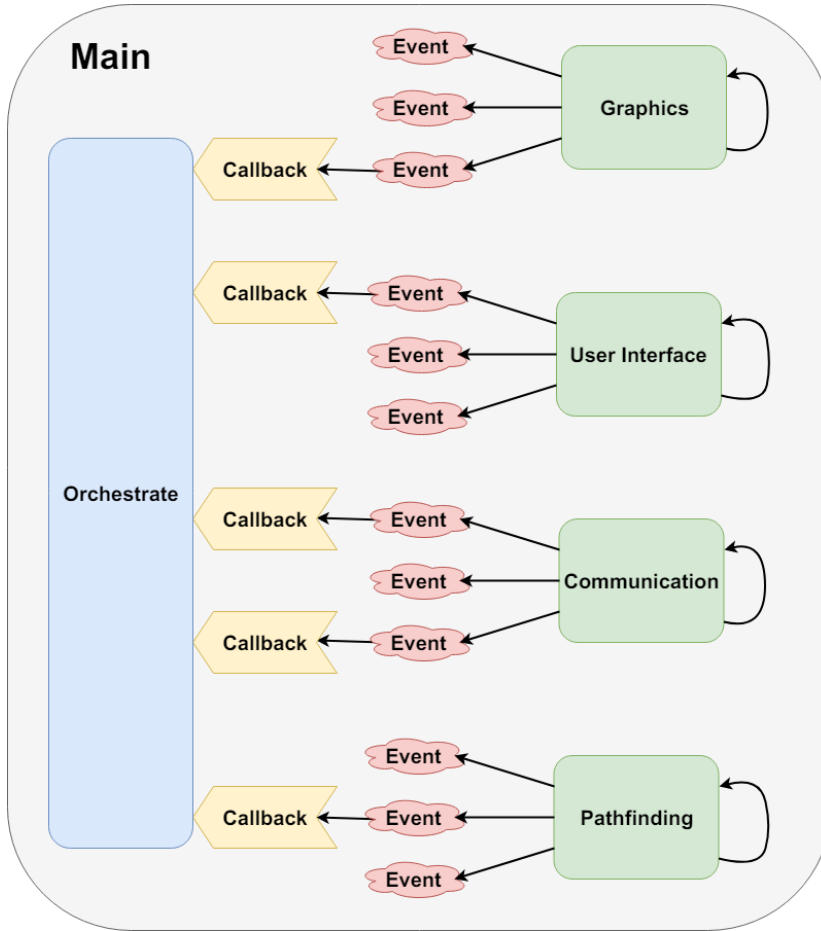 Main
Event
Event
Graphics
Callback
Event
Callback
Event
Event
User Interface
Event
Orchestrate
Callback
Event
Event
Communication
Callback
Event
Event
Callback
Event
Pathfinding
Event